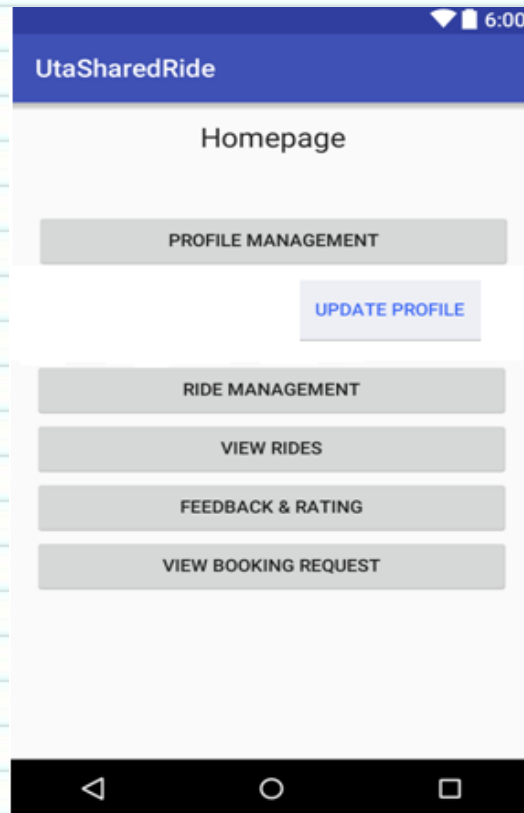 6:00
UtaSharedRide
Homepage
PROFILE MANAGEMENT
UPDATE PROFILE
RIDE MANAGEMENT
VIEW RIDES
FEEDBACK & RATING
VIEW BOOKING REQUEST